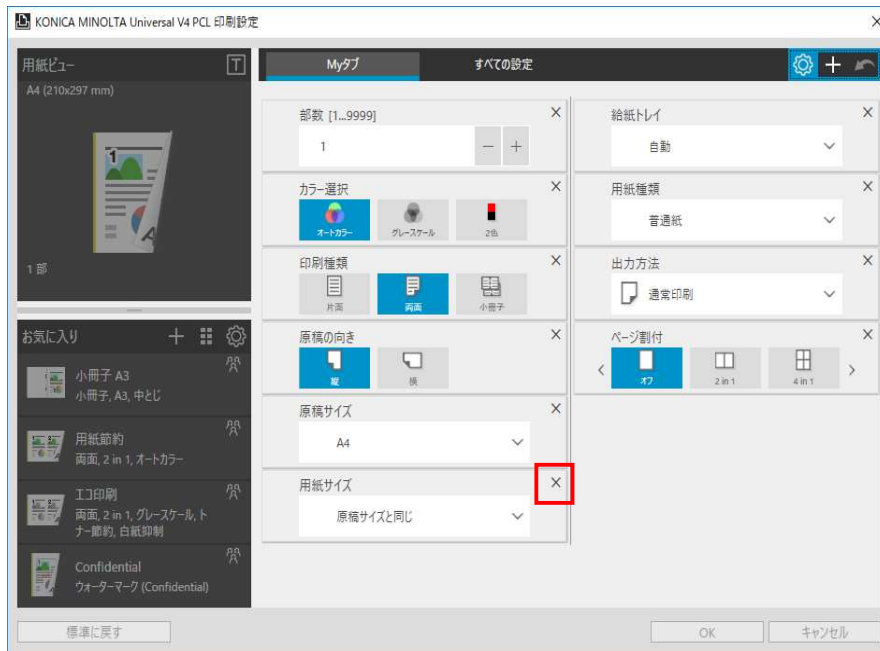 KONICA MINOLTA Universal V4 PCL 印刷設定
用紙ビュー
T
A4 (210x297 mm)
1
1 部
お気に入り
小冊子 A3
小冊子, A3, 中とじ
用紙節約
両面, 2 in 1, オートカラー
エコ印刷
両面, 2 in 1, グレースケール, ト
ナー節約, 白紙抑制
Confidential
ウォーターマーク (Confidential)
Myタブ
すべての設定
部数 [1...9999]
1
カラー選択
オートカラー
グレースケール
2色
印刷種類
片面
両面
小冊子
原稿の向き
縦
横
原稿サイズ
A4
用紙サイズ
原稿サイズと同じ
給紙トレイ
自動
用紙種類
普通紙
出力方法
通常印刷
ページ割付
オフ
2 in 1
4 in 1
標準に戻す
OK
キャンセル